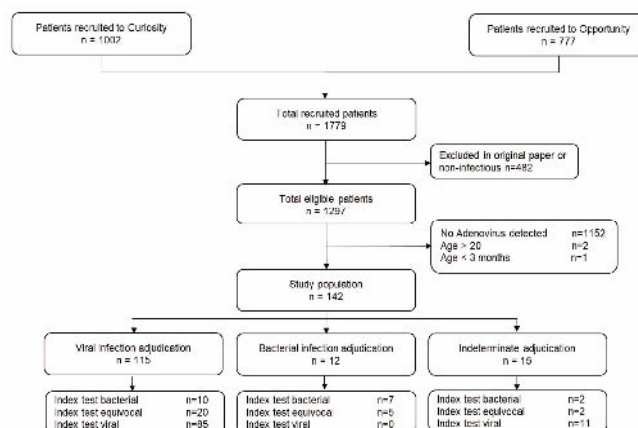 Patients recruited to Curiosity
n = 1002
Patients recruited to Opportunity
n = 777
Total recruited patients
n = 1779
Excluded in original paper or
non-infectious n=482
Total eligible patients
n = 1297
No Adenovirus detected n=1152
Age > 20 n=2
Age < 3 months n=1
Study population
n = 142
Viral infection adjudication
n = 115
Bacterial infection adjudication
n = 12
Indeterminate adjudication
n = 15
Index test bacterial n=10
Index test equivocal n=20
Index test viral n=85
Index test bacterial n=7
Index test equivocal n=5
Index test viral n=0
Index test bacterial n=2
Index test equivocal n=2
Index test viral n=11